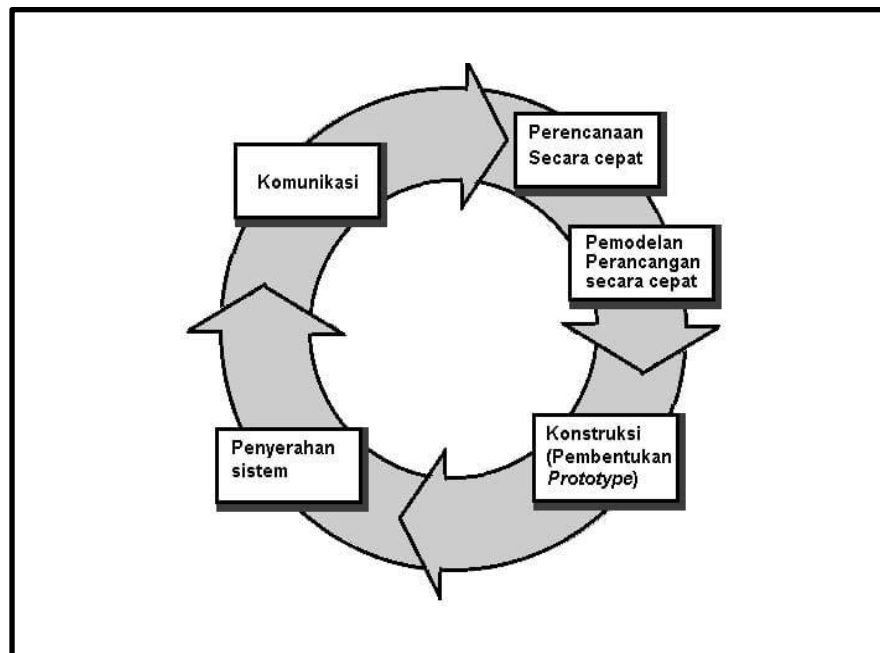 Komunikasi
Perencanaan
Secara cepat
Pemodelan
Perancangan
secara cepat
Konstruksi
(Pembentukan
Prototype)
Penyerahan
sistem